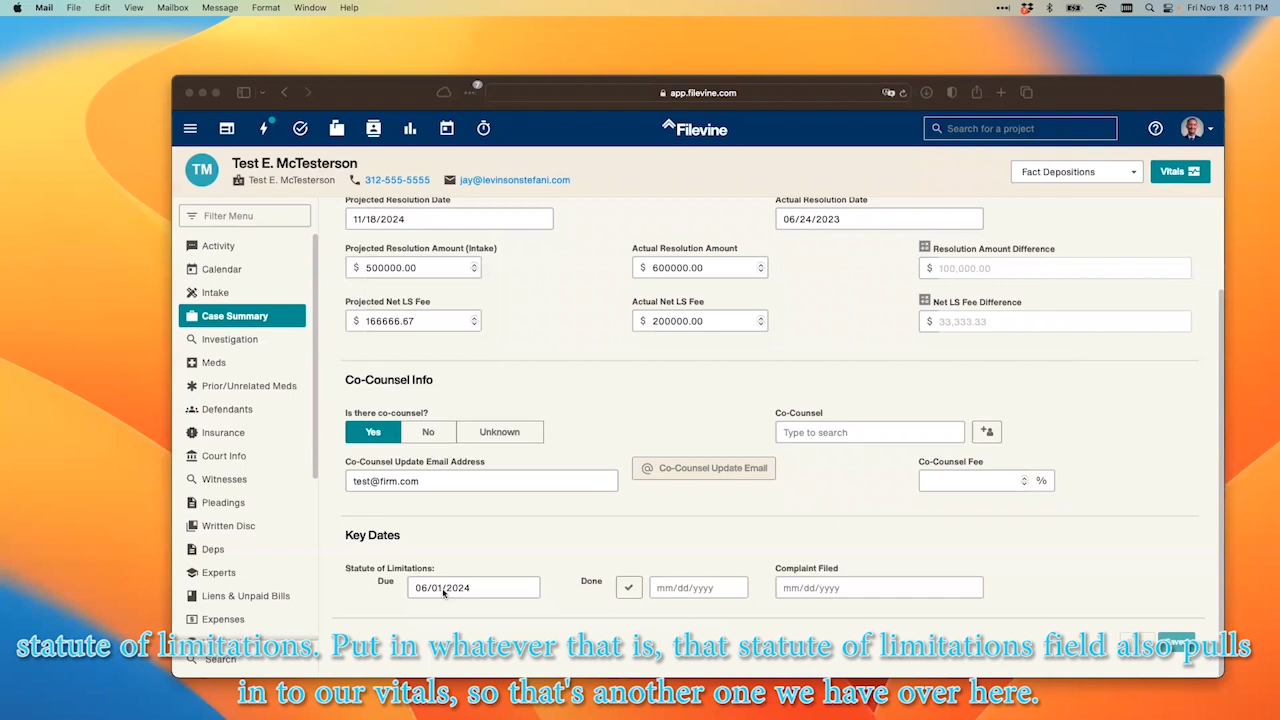 Mail File Edit View Mailbox Message Format Window Help Fri Nov 18 4:11 PM
7
app.filevine.com
Filevine
Search for a project
TM
Test E. McTesterson
Test E. McTesterson 312-555-5555 jay@levinsonstefani.com
Fact Depositions
Vitals
Filter Menu
Activity
Calendar
Intake
Case Summary
Investigation
Meds
Prior/Unrelated Meds
Defendants
Insurance
Court Info
Witnesses
Pleadings
Written Disc
Deps
Experts
Liens & Unpaid Bills
Expenses
Search
Projected Resolution Date Actual Resolution Date
11/18/2024 06/24/2023
Projected Resolution Amount (Intake) Actual Resolution Amount Resolution Amount Difference
$ 500000.00 $ 600000.00 $ 100,000.00
Projected Net LS Fee Actual Net LS Fee Net LS Fee Difference
$ 166666.67 $ 200000.00 $ 33,333.33
Co-Counsel Info
Is there co-counsel? Co-Counsel
Yes No Unknown Type to search
Co-Counsel Update Email Address Co-Counsel Update Email Co-Counsel Fee
test@firm.com %
Key Dates
Statute of Limitations: Complaint Filed
Due 06/01/2024 Done mm/dd/yyyy mm/dd/yyyy
statute of limitations. Put in whatever that is, that statute of limitations field also pulls
in to our vitals, so that's another one we have over here.